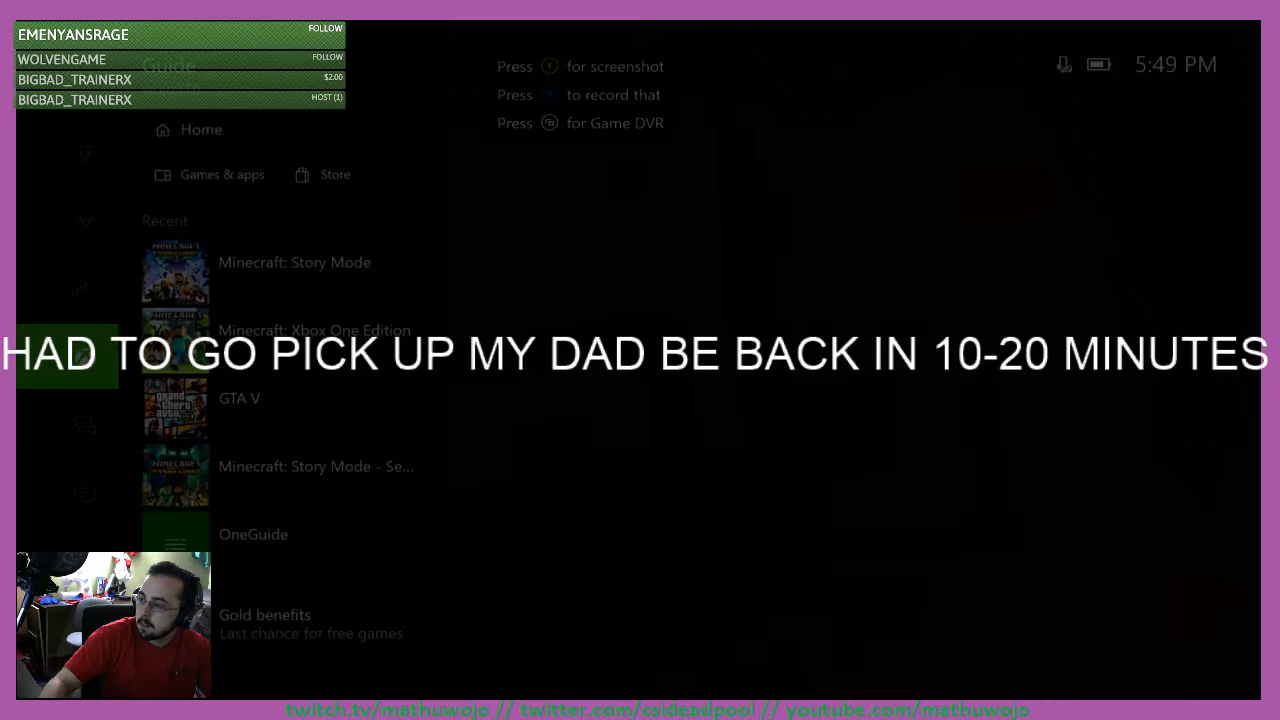 EMENYANSRAGE FOLLOW
WOLVENGAME FOLLOW
BIGBAD_TRAINERX $2.00
BIGBAD_TRAINERX HOST (1)
Guide
Press Y for screenshot
Press X to record that
Press for Game DVR
5:49 PM
Home
Games & apps
Store
Recent
Minecraft: Story Mode
Minecraft: Xbox One Edition
HAD TO GO PICK UP MY DAD BE BACK IN 10-20 MINUTES
GTA V
Minecraft: Story Mode - Se...
OneGuide
Gold benefits
Last chance for free games
twitch.tv/mathuwojo // twitter.com/csideadpool // youtube.com/mathuwojo